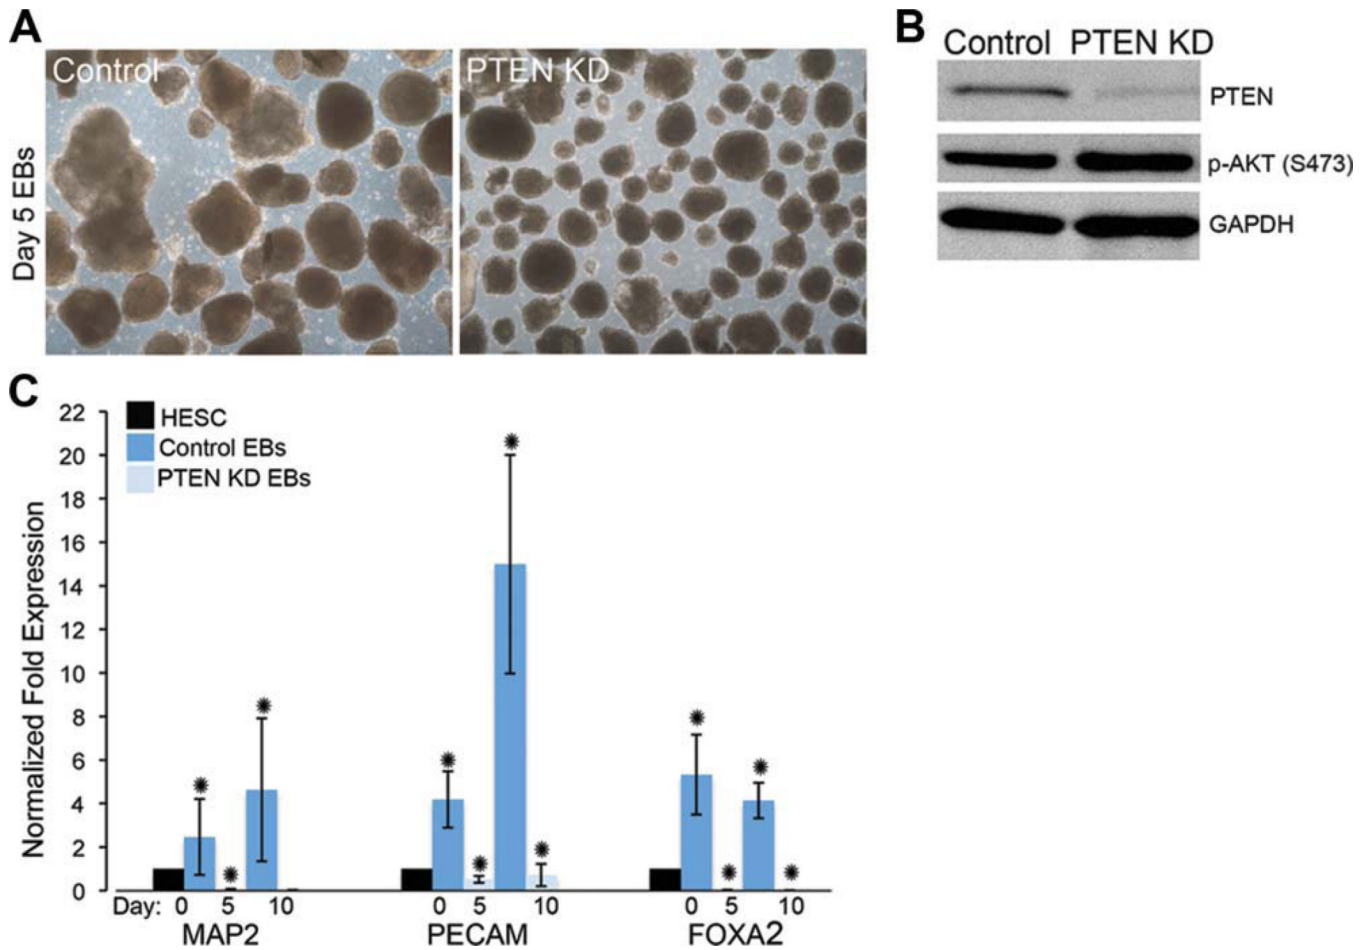 A
Control
PTEN KD
Day 5 EBs
B
Control PTEN KD
PTEN
p-AKT (S473)
GAPDH
C
HESC
Control EBs
PTEN KD EBs
Normalized Fold Expression
22
20
18
16
14
12
10
8
6
4
2
0
Day: 0 5 10 0 5 10 0 5 10
MAP2 PECAM FOXA2